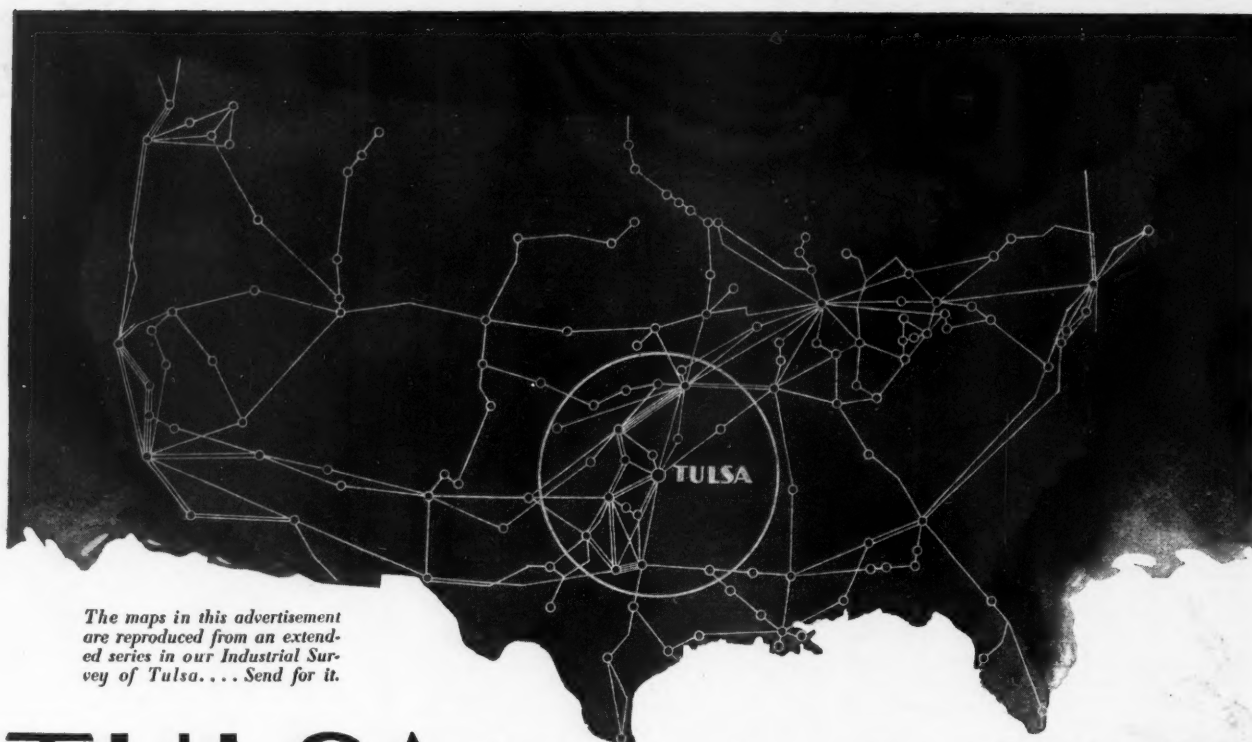 TULSA
The maps in this advertisement
are reproduced from an extend-
ed series in our Industrial Sur-
vey of Tulsa.... Send for it.
TULSA